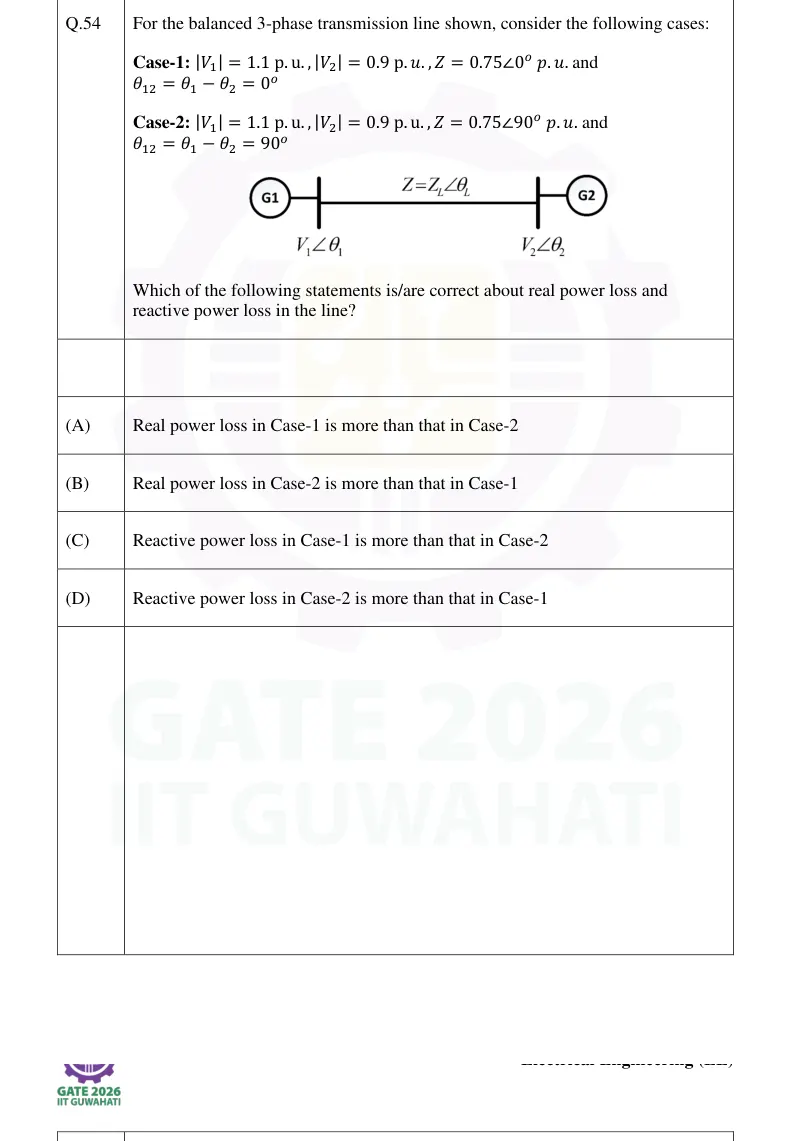 Q.54 For the balanced 3-phase transmission line shown, consider the following cases:
Case-1: |V₁| = 1.1 p. u. , |V₂| = 0.9 p. u. , Z = 0.75∠0ᵒ p. u. and
θ₁₂ = θ₁ − θ₂ = 0ᵒ
Case-2: |V₁| = 1.1 p. u. , |V₂| = 0.9 p. u. , Z = 0.75∠90ᵒ p. u. and
θ₁₂ = θ₁ − θ₂ = 90ᵒ
G1 Z=Z_L∠θ_L G2
V₁∠θ₁ V₂∠θ₂
Which of the following statements is/are correct about real power loss and
reactive power loss in the line?
(A) Real power loss in Case-1 is more than that in Case-2
(B) Real power loss in Case-2 is more than that in Case-1
(C) Reactive power loss in Case-1 is more than that in Case-2
(D) Reactive power loss in Case-2 is more than that in Case-1
GATE 2026
IIT GUWAHATI
GATE 2026
IIT GUWAHATI